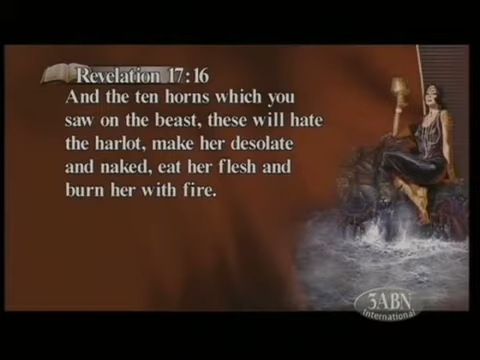 Revelation 17:16
And the ten horns which you
saw on the beast, these will hate
the harlot, make her desolate
and naked, eat her flesh and
burn her with fire.
3ABN
International